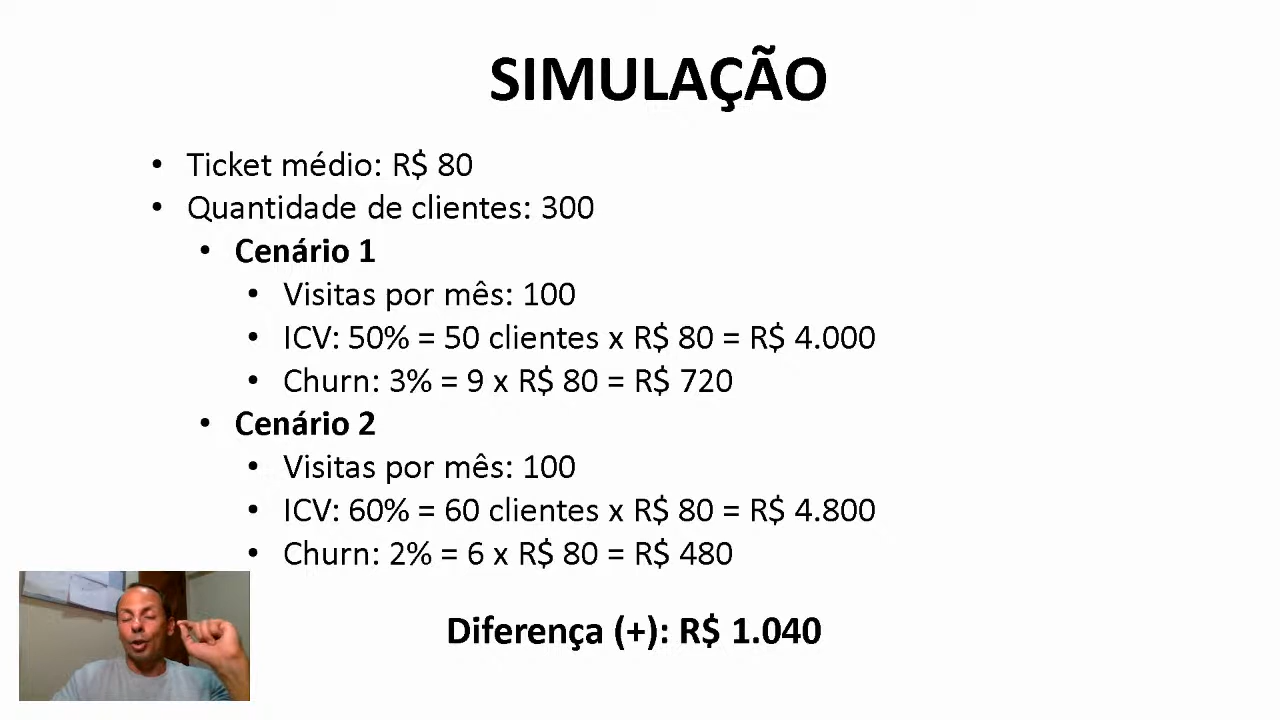 SIMULAÇÃO
• Ticket médio: R$ 80
• Quantidade de clientes: 300
• Cenário 1
• Visitas por mês: 100
• ICV: 50% = 50 clientes x R$ 80 = R$ 4.000
• Churn: 3% = 9 x R$ 80 = R$ 720
• Cenário 2
• Visitas por mês: 100
• ICV: 60% = 60 clientes x R$ 80 = R$ 4.800
• Churn: 2% = 6 x R$ 80 = R$ 480
Diferença (+): R$ 1.040